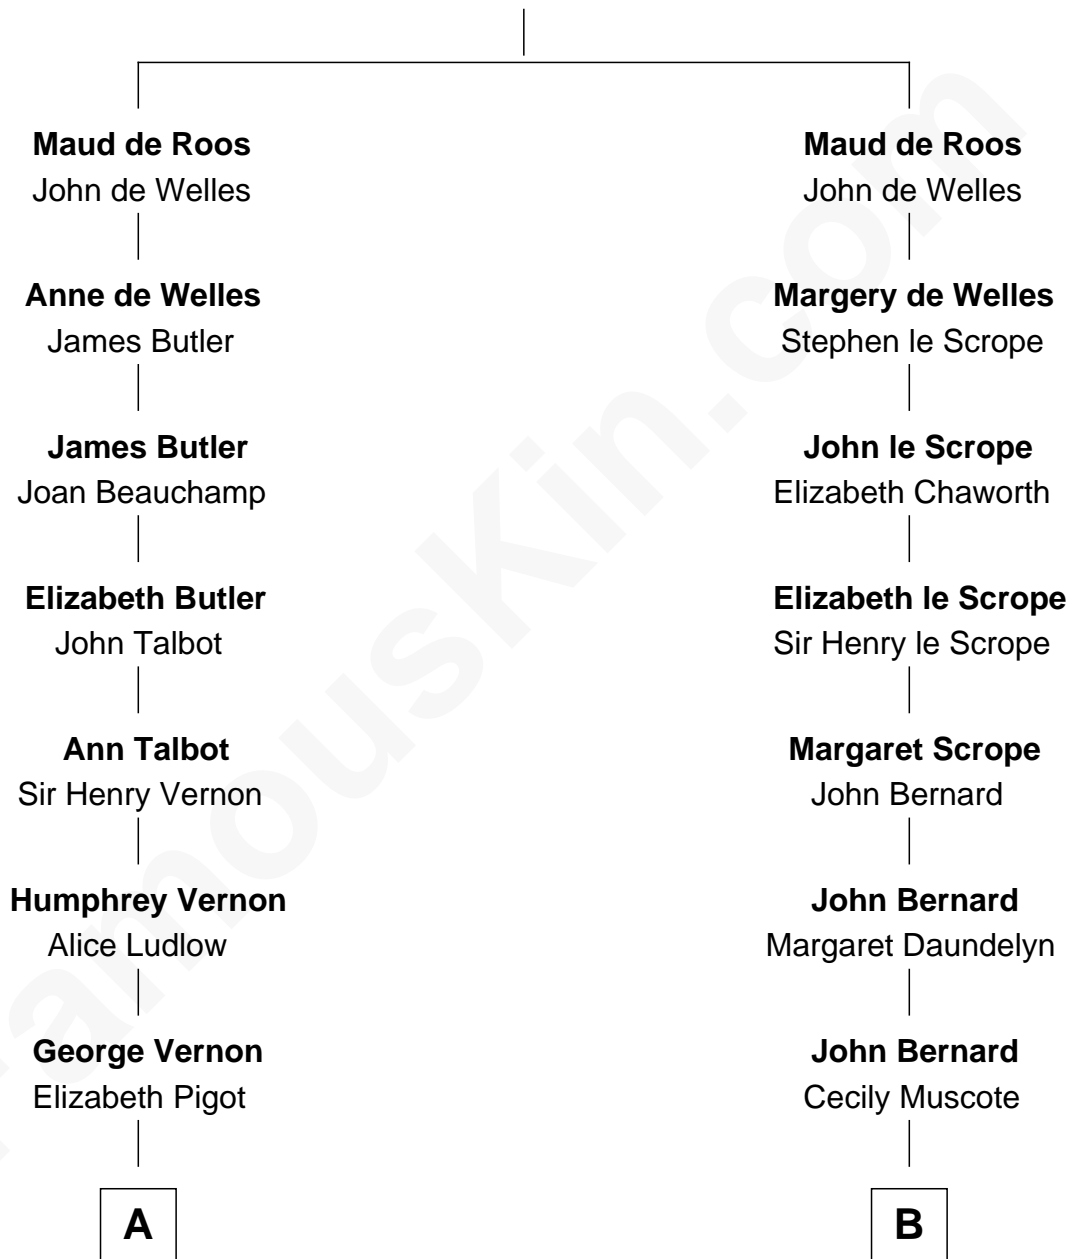 Maud de Roos
John de Welles
Anne de Welles
James Butler
James Butler
Joan Beauchamp
Elizabeth Butler
John Talbot
Ann Talbot
Sir Henry Vernon
Humphrey Vernon
Alice Ludlow
George Vernon
Elizabeth Pigot
A
Maud de Roos
John de Welles
Margery de Welles
Stephen le Scrope
John le Scrope
Elizabeth Chaworth
Elizabeth le Scrope
Sir Henry le Scrope
Margaret Scrope
John Bernard
John Bernard
Margaret Daundelyn
John Bernard
Cecily Muscote
B
FamousKin.com